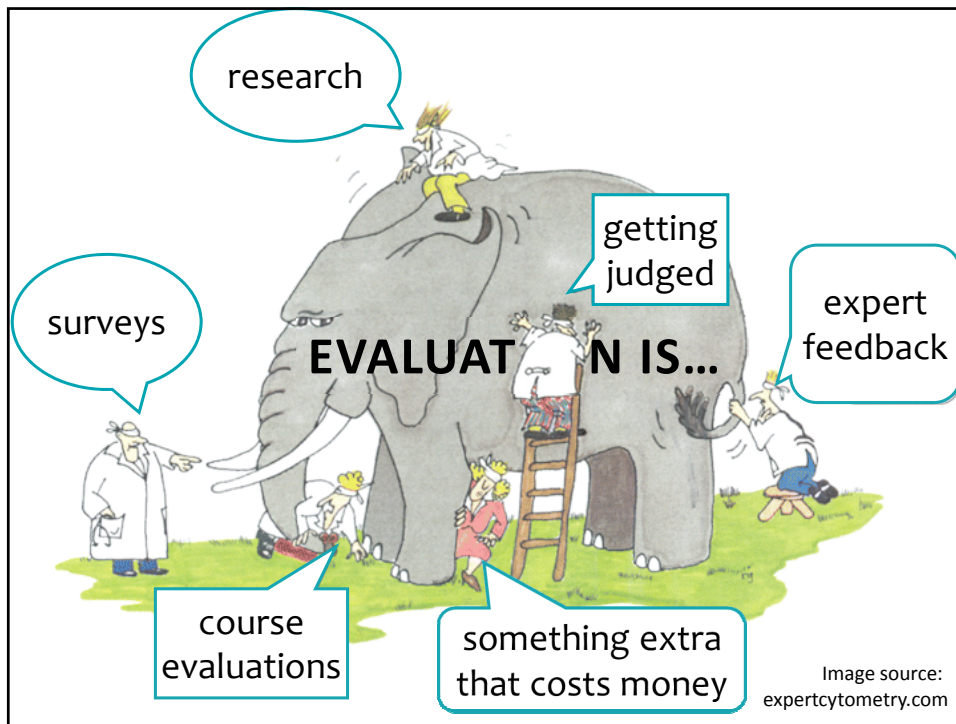 research
getting
judged
expert
feedback
surveys
EVALUAT N IS...
course
evaluations
something extra
that costs money
Image source:
expertcytometry.com